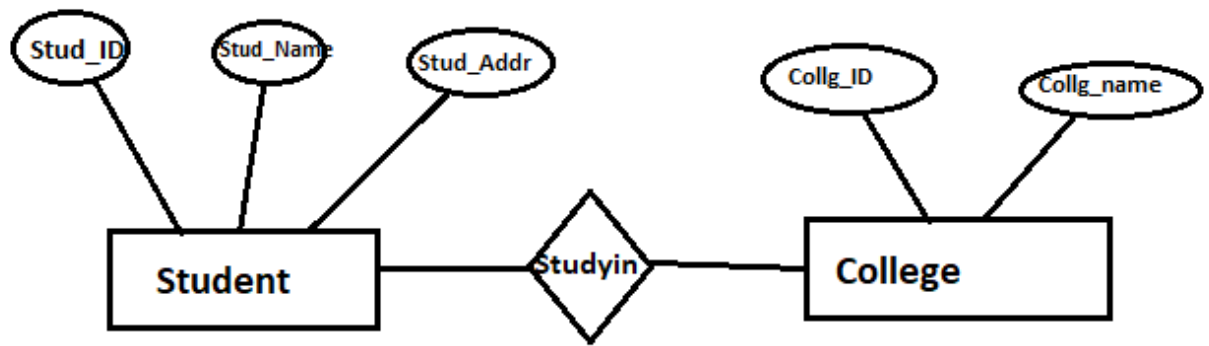 Stud_ID
Stud_Name
Stud_Addr
Collg_ID
Collg_name
Student
Studyin
College